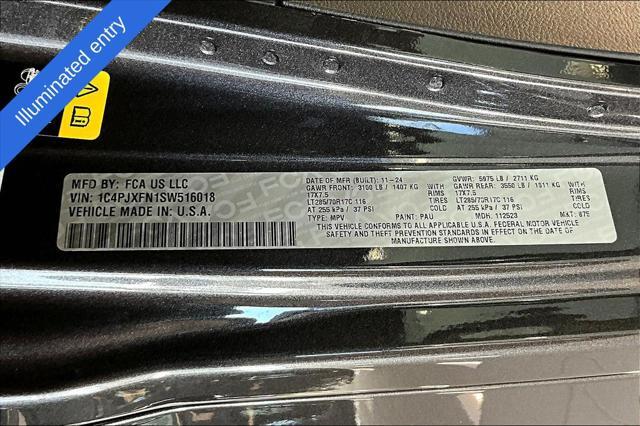 Illuminated entry
MFD BY: FCA US LLC
VIN: 1C4PJXFN1SW516018
VEHICLE MADE IN: U.S.A.
DATE OF MFR (BUILT): 11-24
GAWR FRONT: 3100 LB / 1407 KG WITH
17X7.5 RIMS
LT285/70R17C 116 TIRES
AT 255 kPa / 37 PSI COLD
TYPE: MPV PAINT: PAU
GVWR: 5975 LB / 2711 KG
GAWR REAR: 3550 LB / 1611 KG WITH
17X7.5 RIMS
LT285/70R17C 116 TIRES
AT 255 kPa / 37 PSI COLD
MDH: 112523 MKT: 875
THIS VEHICLE CONFORMS TO ALL APPLICABLE U.S.A. FEDERAL MOTOR VEHICLE
SAFETY AND THEFT PREVENTION STANDARDS IN EFFECT ON THE DATE OF
MANUFACTURE SHOWN ABOVE.